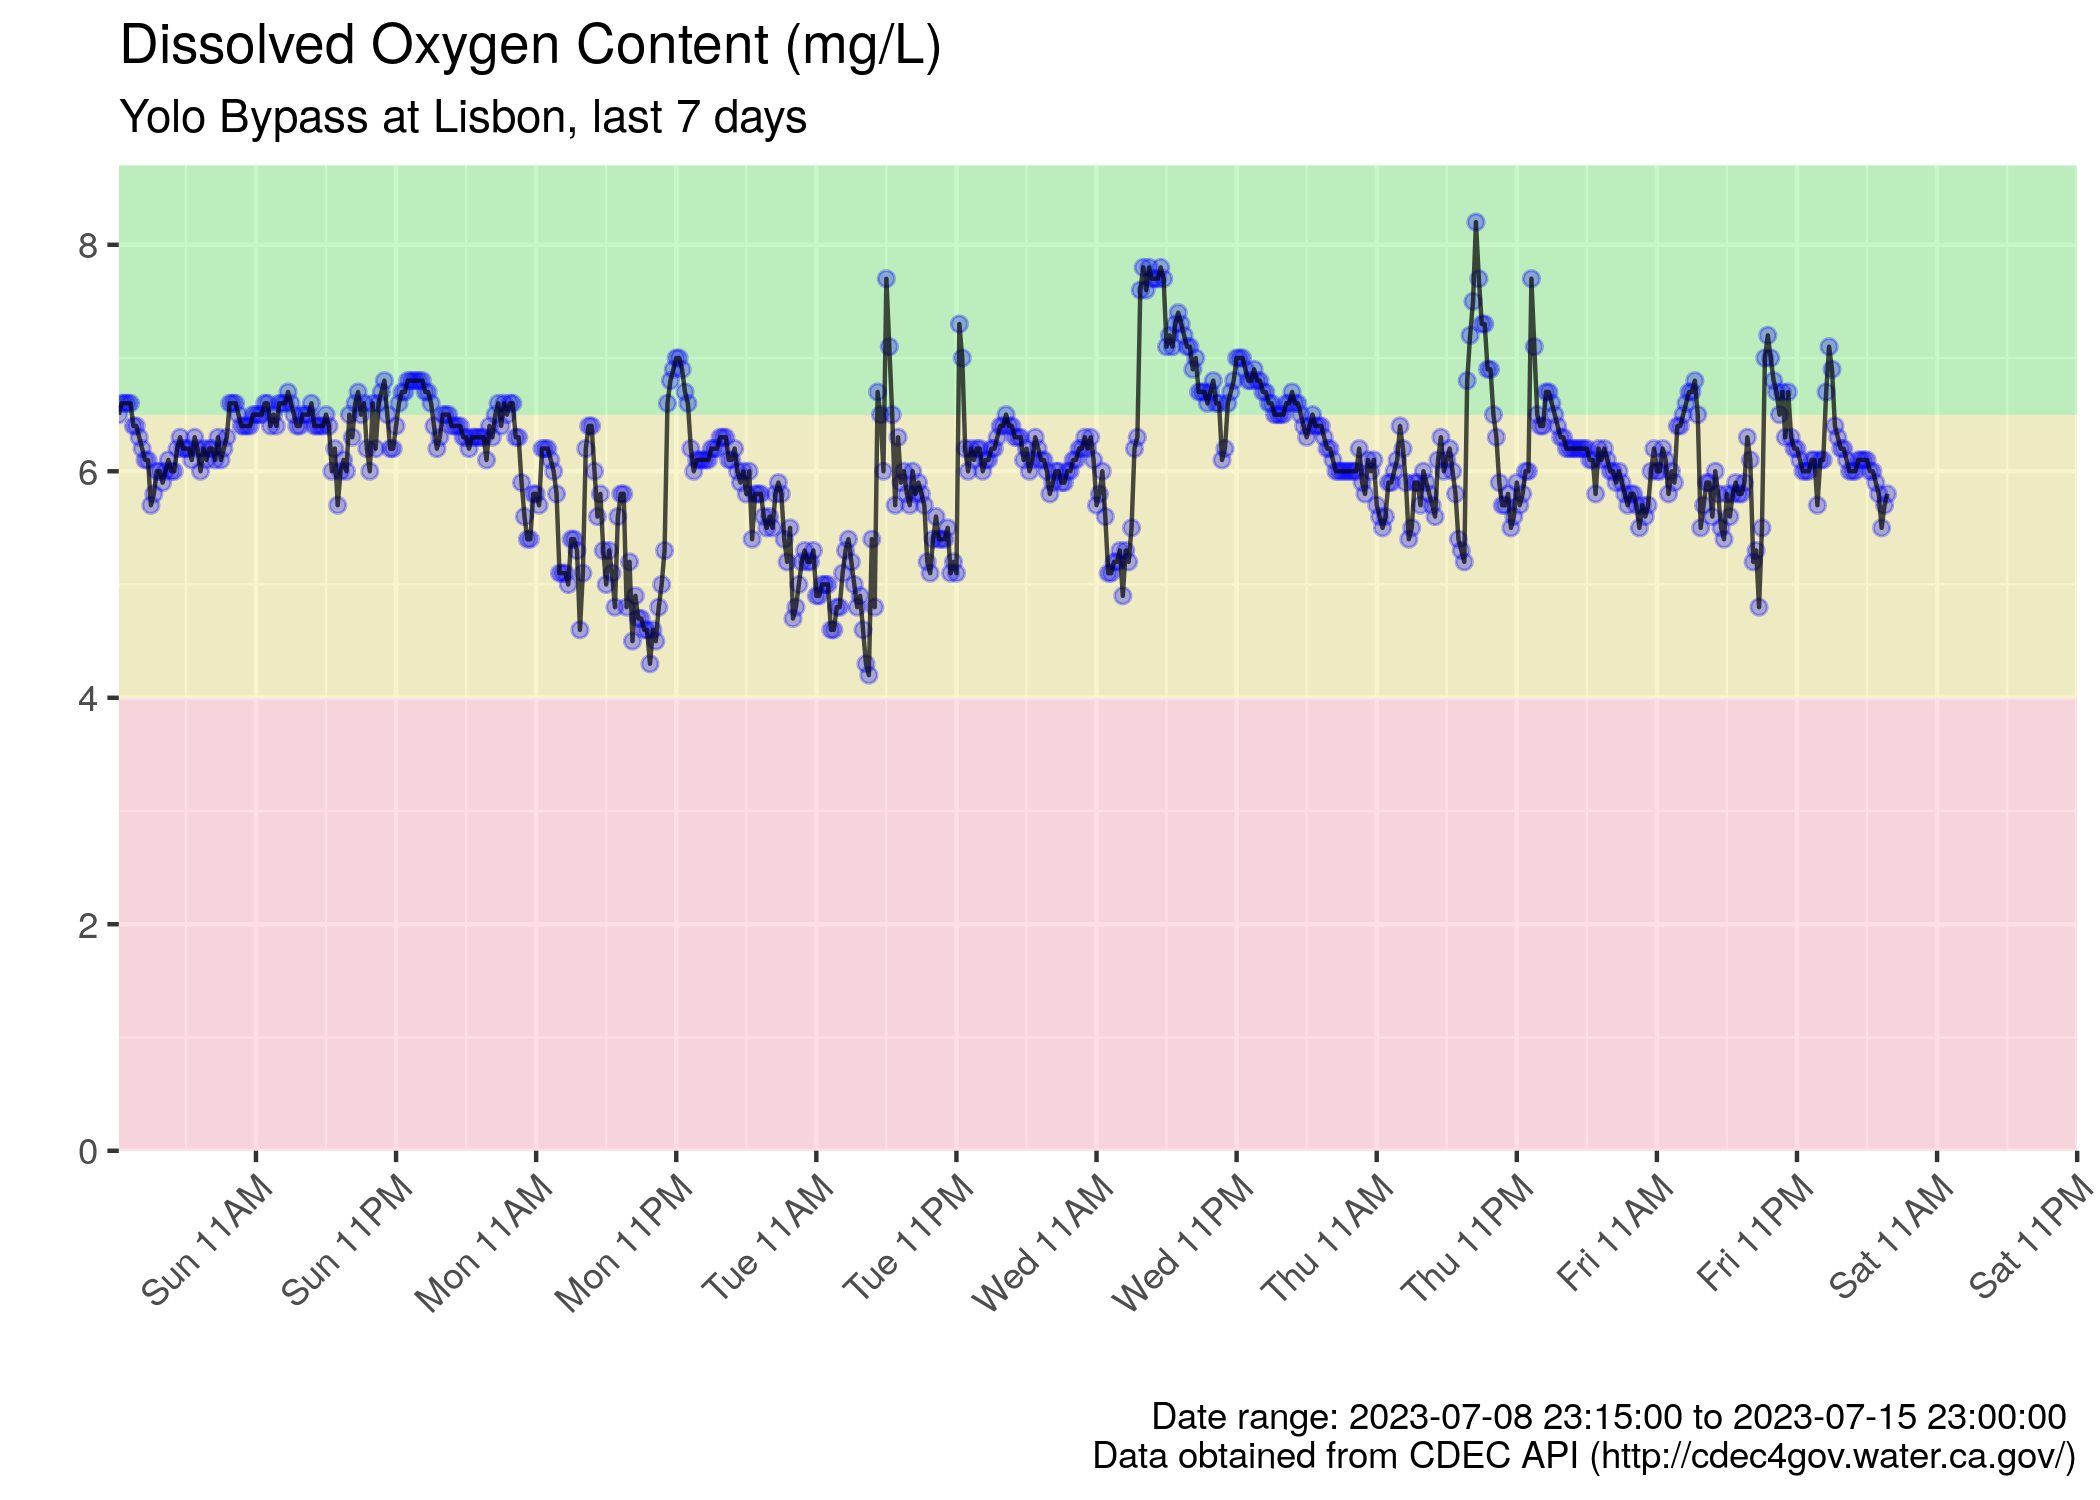 Dissolved Oxygen Content (mg/L)
Yolo Bypass at Lisbon, last 7 days
8
6
4
2
0
Sun 11AM
Sun 11PM
Mon 11AM
Mon 11PM
Tue 11AM
Tue 11PM
Wed 11AM
Wed 11PM
Thu 11AM
Thu 11PM
Fri 11AM
Fri 11PM
Sat 11AM
Sat 11PM
Date range: 2023-07-08 23:15:00 to 2023-07-15 23:00:00
Data obtained from CDEC API (http://cdec4gov.water.ca.gov/)